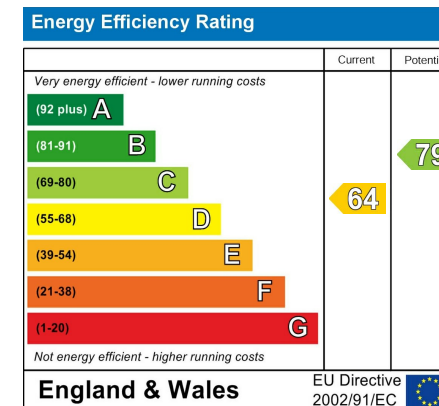 Energy Efficiency Rating
Current Potenti
Very energy efficient - lower running costs
(92 plus) A
(81-91) B
(69-80) C
(55-68) D
(39-54) E
(21-38) F
(1-20) G
64
79
Not energy efficient - higher running costs
England & Wales
EU Directive
2002/91/EC